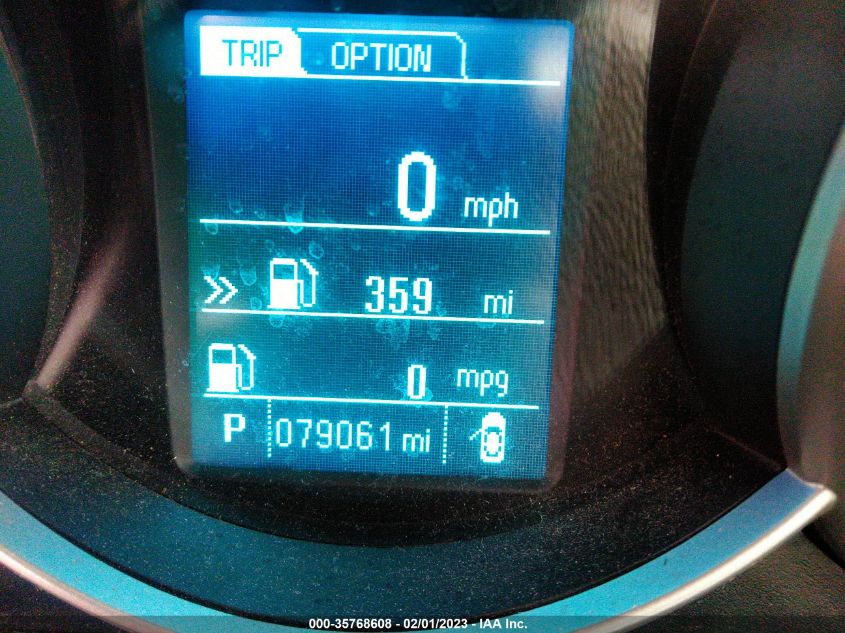 TRIP OPTION
0 mph
359 mi
0 mpg
P 079061 mi
000-35768608 - 02/01/2023 - IAA Inc.